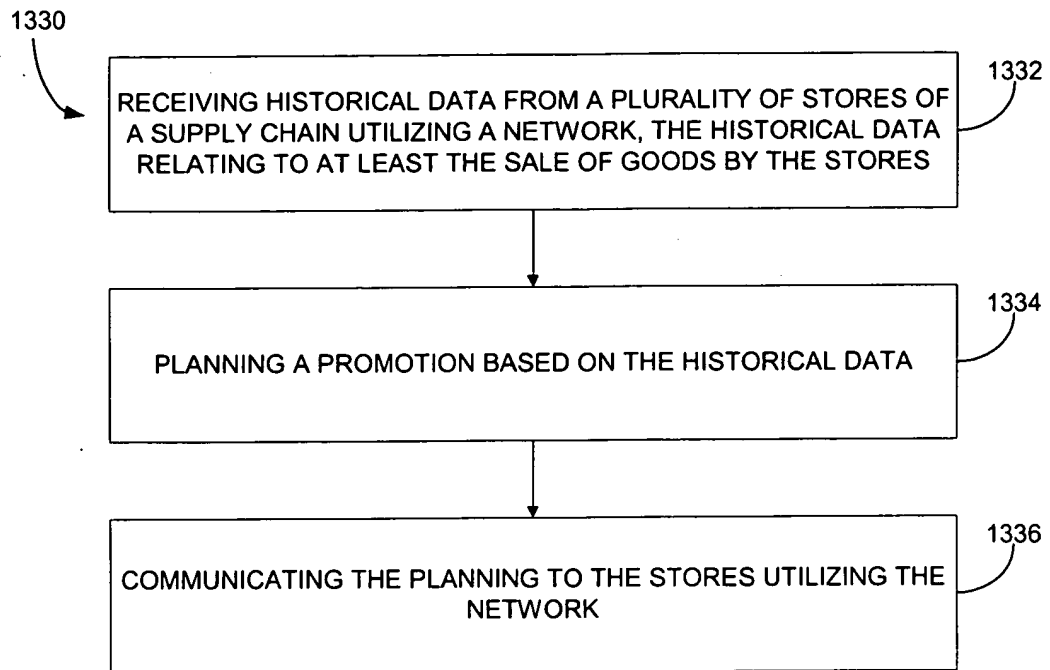 1330
1332
RECEIVING HISTORICAL DATA FROM A PLURALITY OF STORES OF
A SUPPLY CHAIN UTILIZING A NETWORK, THE HISTORICAL DATA
RELATING TO AT LEAST THE SALE OF GOODS BY THE STORES
1334
PLANNING A PROMOTION BASED ON THE HISTORICAL DATA
1336
COMMUNICATING THE PLANNING TO THE STORES UTILIZING THE
NETWORK